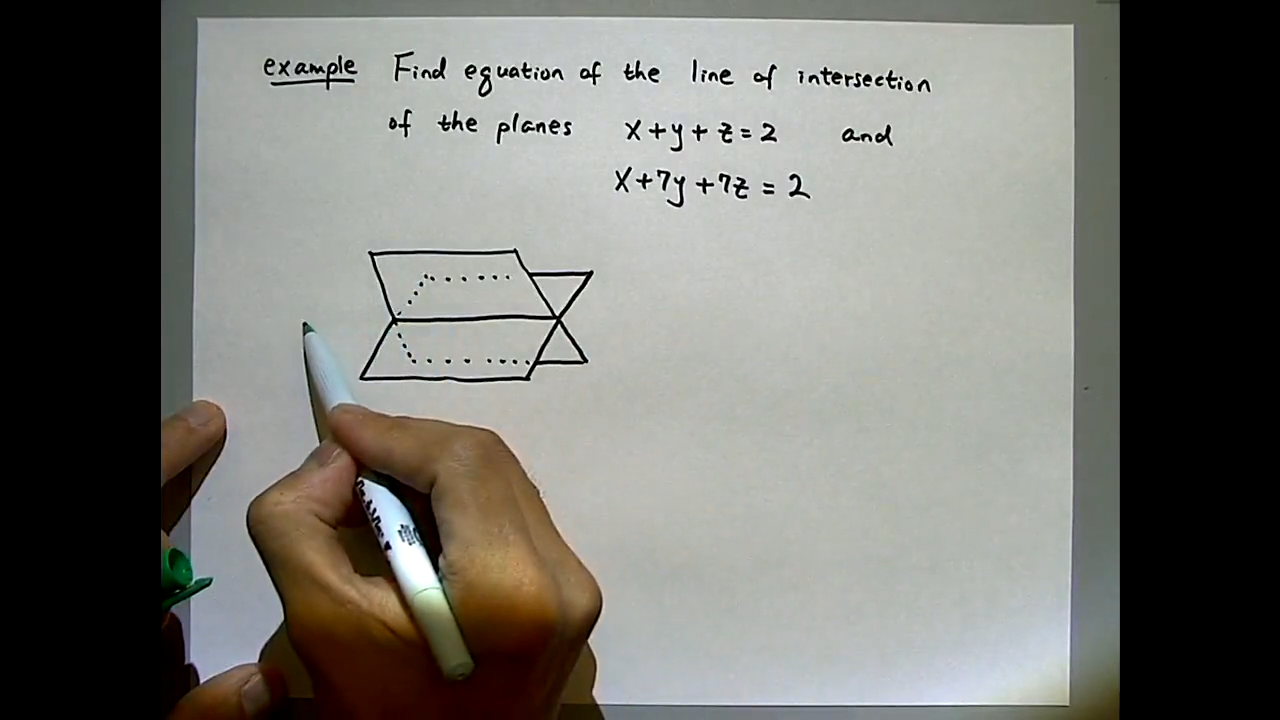 example Find equation of the line of intersection
of the planes x+y+z=2 and
x+7y+7z=2